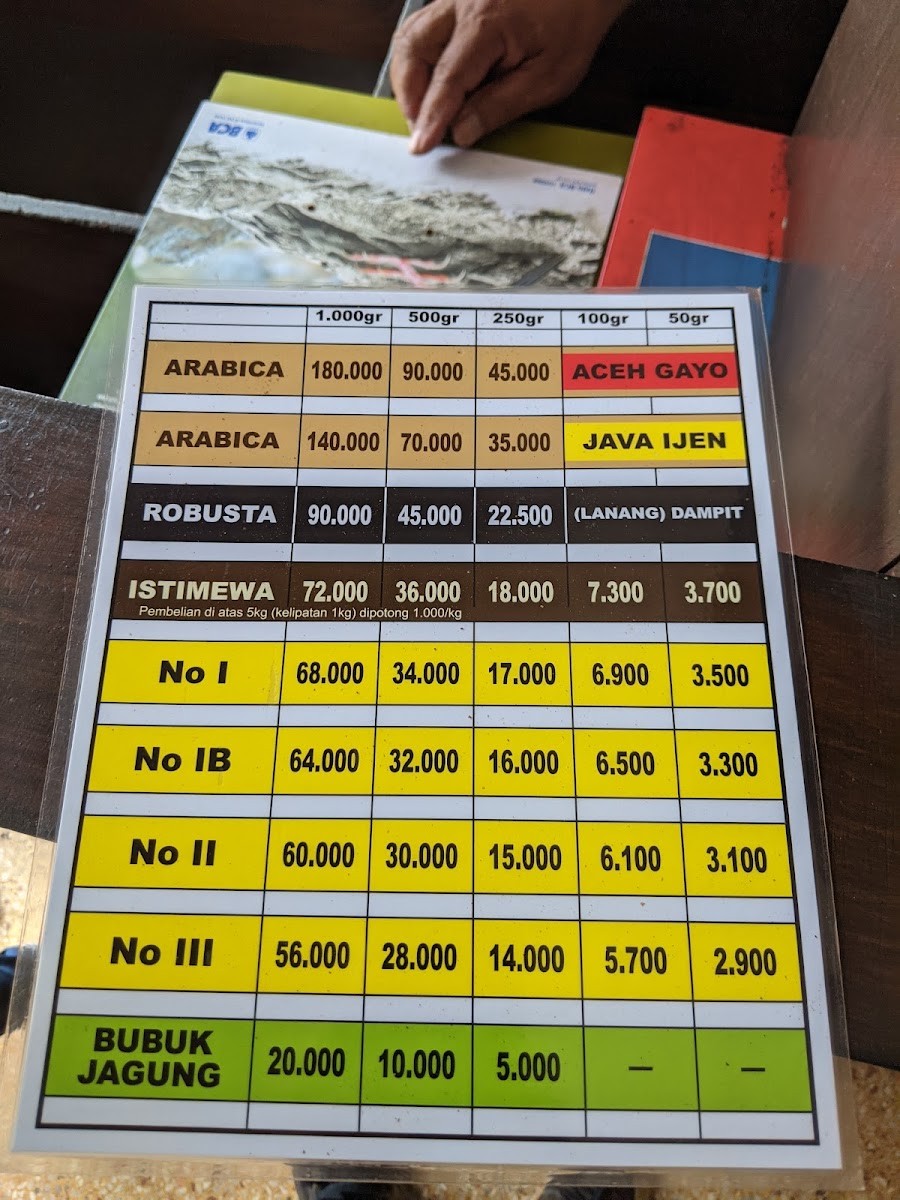 BCA
1.000gr 500gr 250gr 100gr 50gr
ARABICA 180.000 90.000 45.000 ACEH GAYO
ARABICA 140.000 70.000 35.000 JAVA IJEN
ROBUSTA 90.000 45.000 22.500 (LANANG) DAMPIT
ISTIMEWA 72.000 36.000 18.000 7.300 3.700
Pembelian di atas 5kg (kelipatan 1kg) dipotong 1.000/kg
No I 68.000 34.000 17.000 6.900 3.500
No IB 64.000 32.000 16.000 6.500 3.300
No II 60.000 30.000 15.000 6.100 3.100
No III 56.000 28.000 14.000 5.700 2.900
BUBUK
JAGUNG 20.000 10.000 5.000 — —